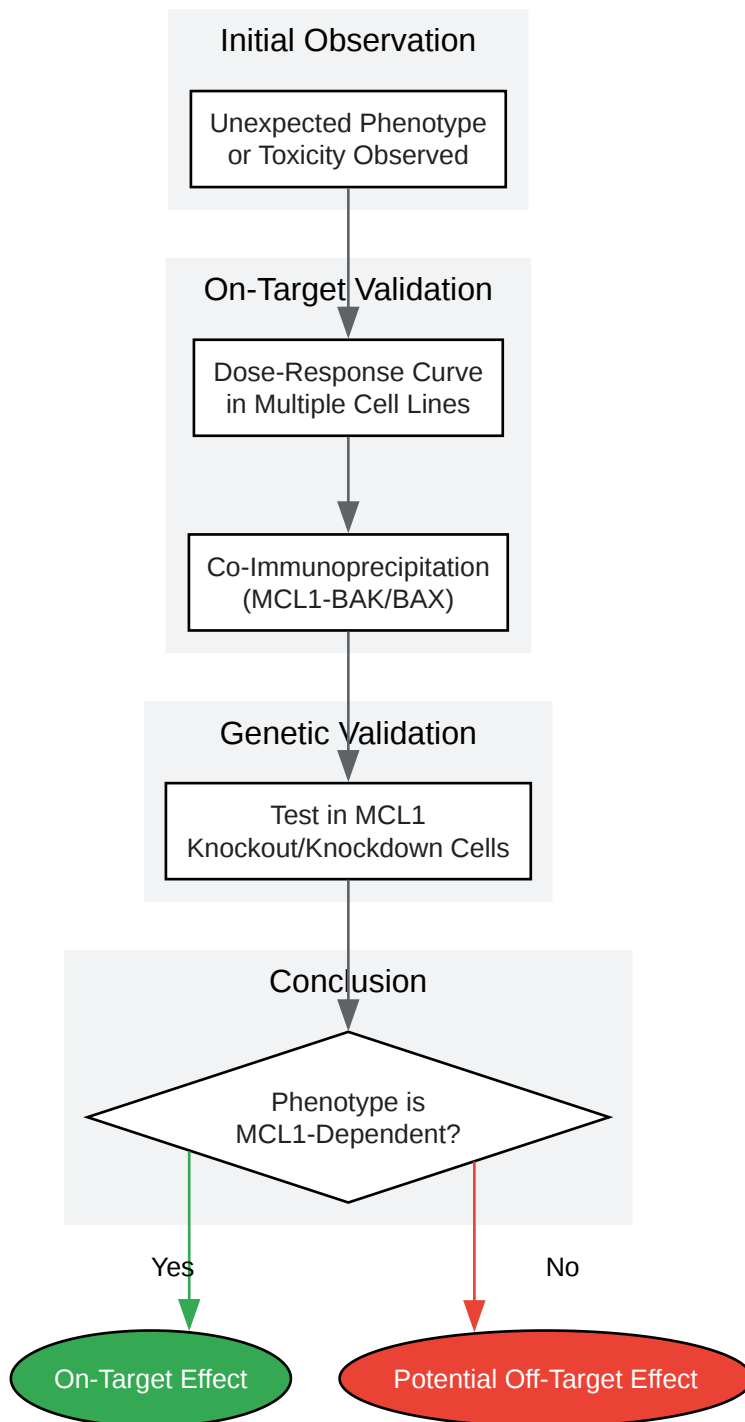 Initial Observation
Unexpected Phenotype
or Toxicity Observed
On-Target Validation
Dose-Response Curve
in Multiple Cell Lines
Co-Immunoprecipitation
(MCL1-BAK/BAX)
Genetic Validation
Test in MCL1
Knockout/Knockdown Cells
Conclusion
Phenotype is
MCL1-Dependent?
Yes
No
On-Target Effect
Potential Off-Target Effect